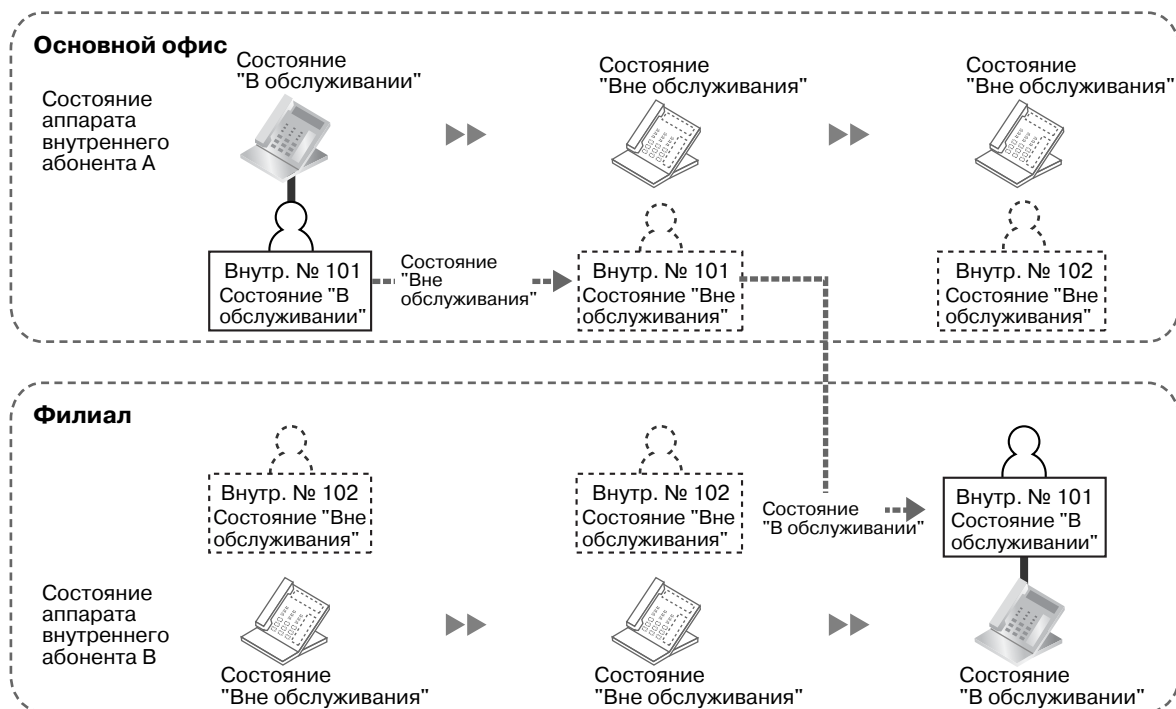 Основной офис
Состояние
"В обслуживании"
Состояние
"Вне обслуживания"
Состояние
"Вне обслуживания"
Состояние
аппарата
внутреннего
абонента A
Внутр. № 101
Состояние "В
обслуживании"
Состояние
"Вне
обслуживания"
Внутр. № 101
Состояние "Вне
обслуживания"
Внутр. № 102
Состояние "Вне
обслуживания"
Филиал
Внутр. № 102
Состояние "Вне
обслуживания"
Внутр. № 102
Состояние "Вне
обслуживания"
Состояние
"В обслуживании"
Внутр. № 101
Состояние "В
обслуживании"
Состояние
аппарата
внутреннего
абонента B
Состояние
"Вне обслуживания"
Состояние
"Вне обслуживания"
Состояние
"В обслуживании"